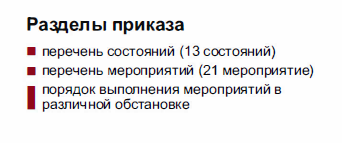 Разделы приказа
перечень состояний (13 состояний)
перечень мероприятий (21 мероприятие)
порядок выполнения мероприятий в
различной обстановке